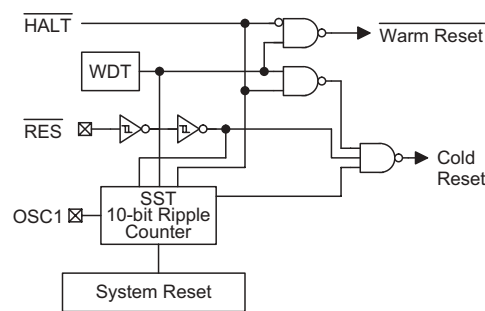 HALT
Warm Reset
WDT
RES
Cold
Reset
SST
10-bit Ripple
Counter
OSC1
System Reset